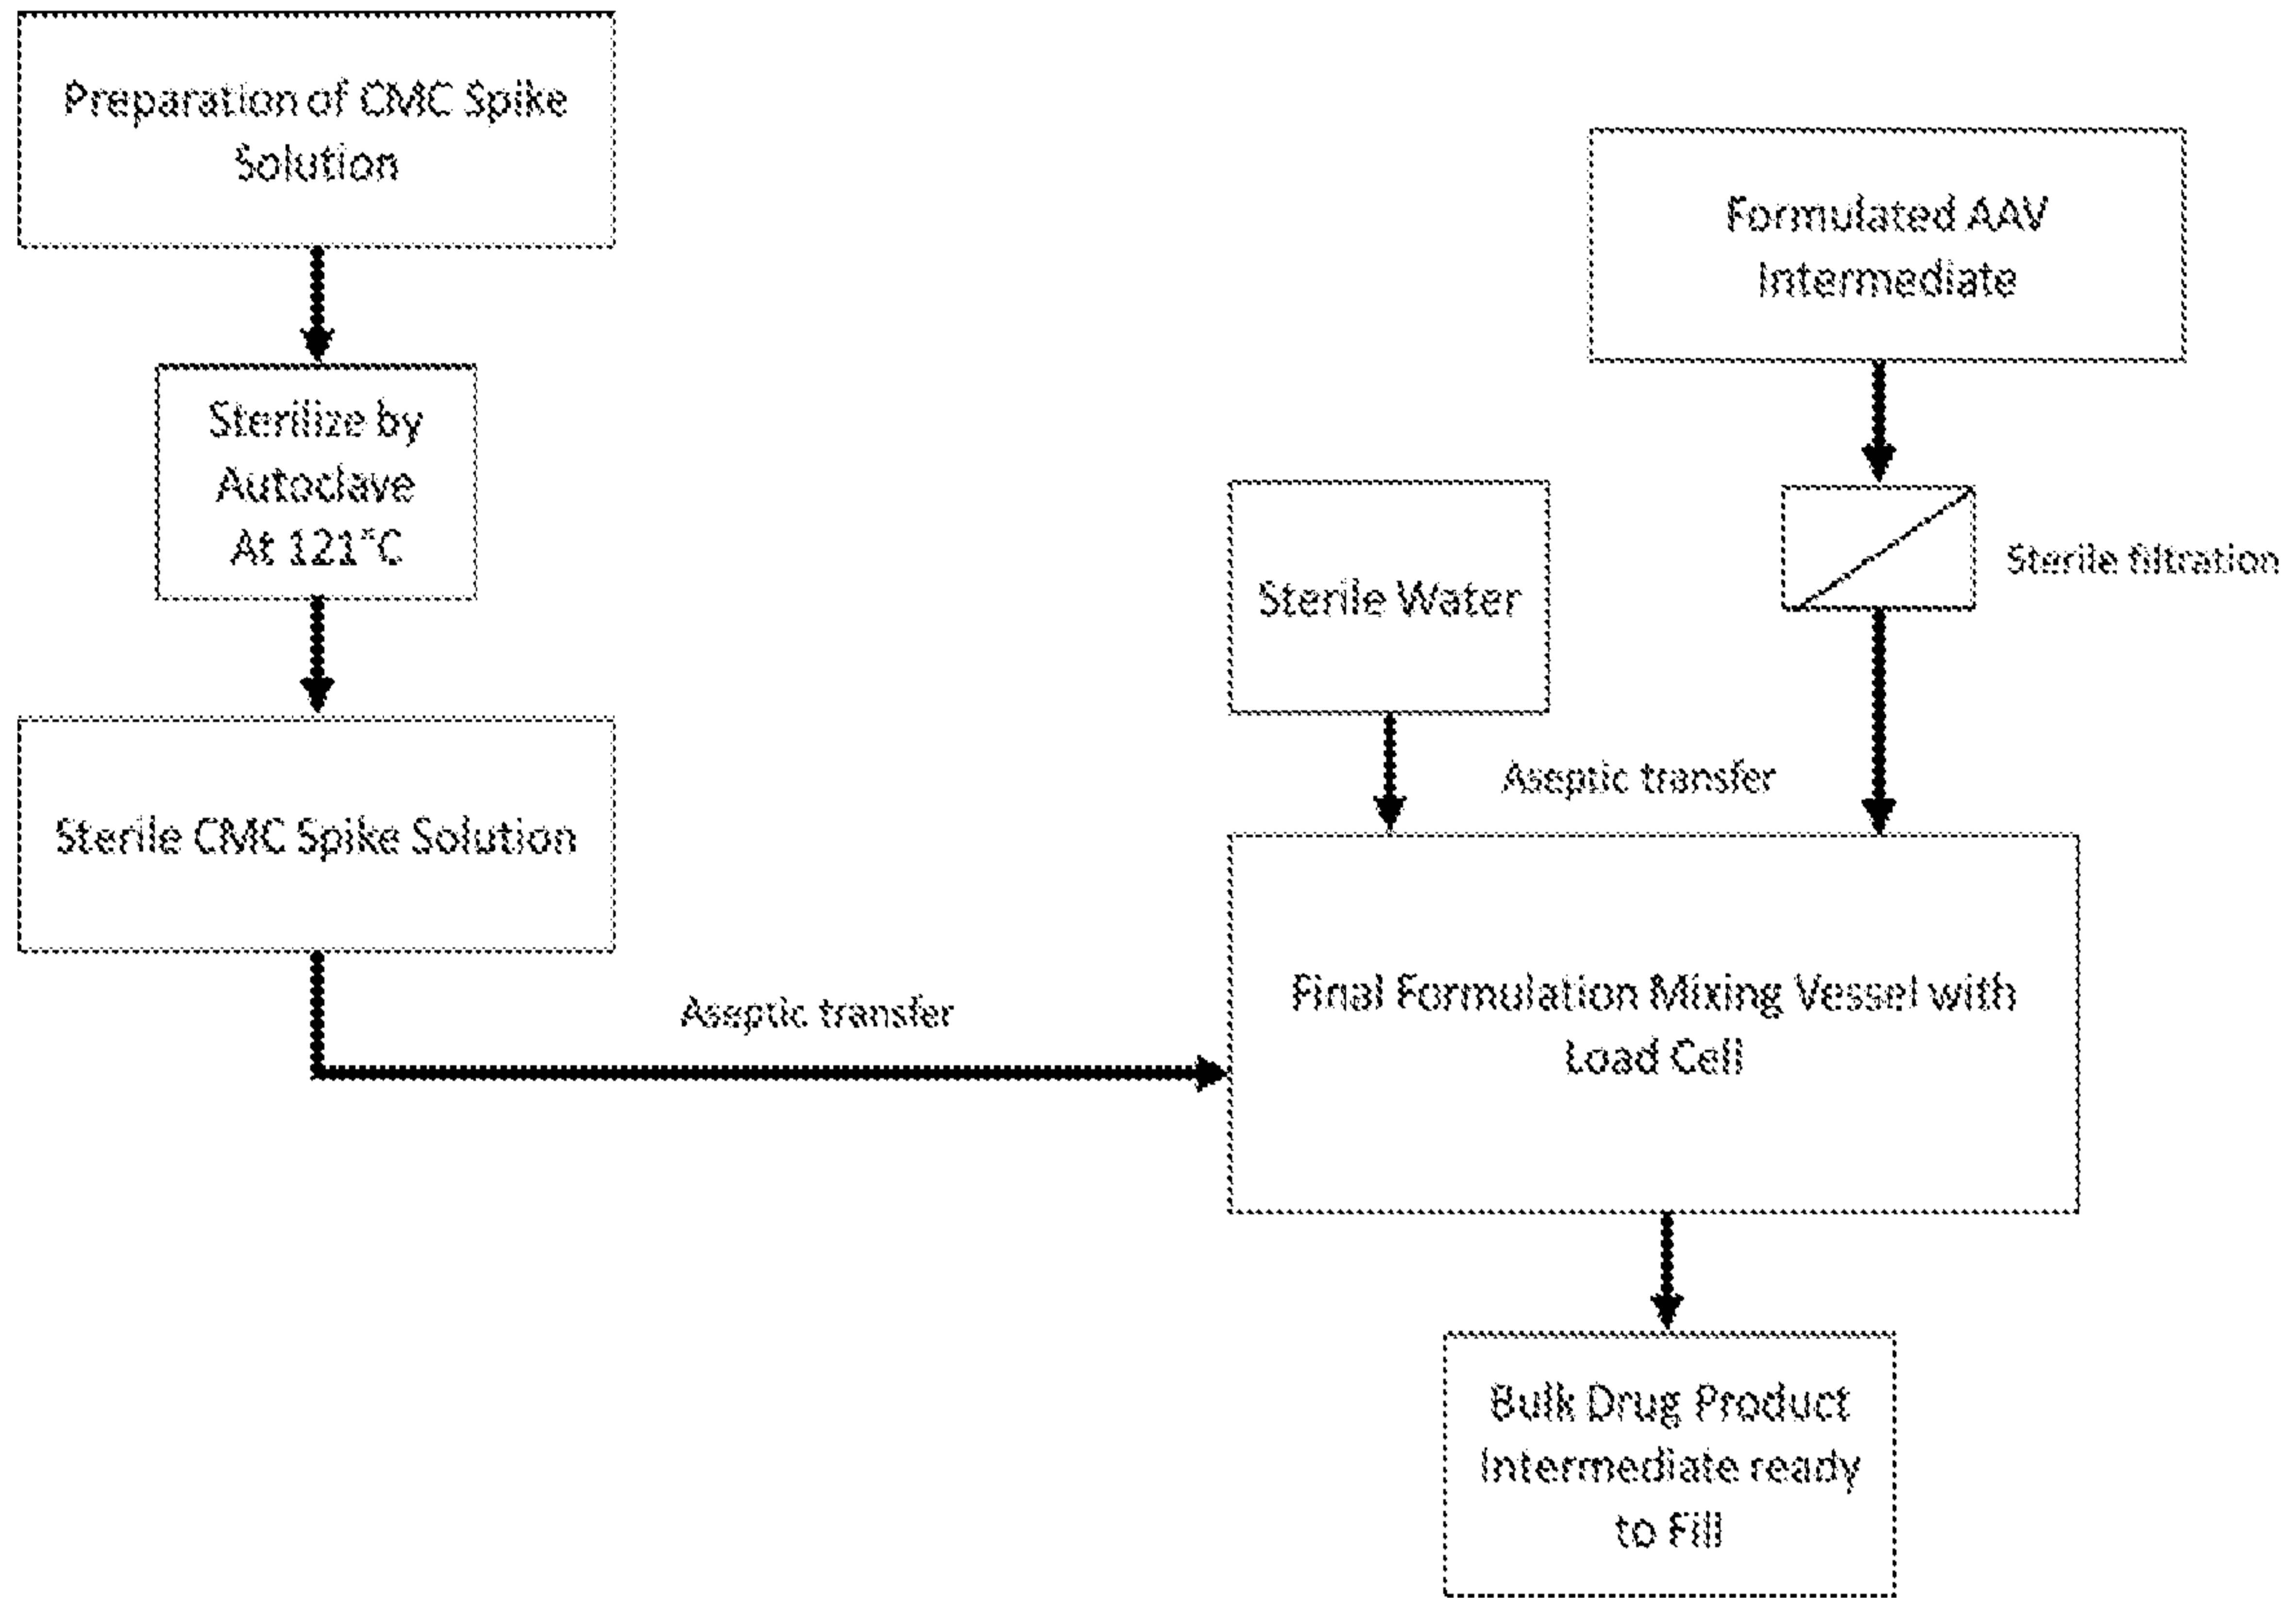 Preparation of CMC Spike
Solution
Sterilize by
Autoclave
At 121°C
Sterile CMC Spike Solution
Aseptic transfer
Formulated AAV
Intermediate
Sterile filtration
Sterile Water
Aseptic transfer
Final Formulation Mixing Vessel with
Load Cell
Bulk Drug Product
Intermediate ready
to Fill